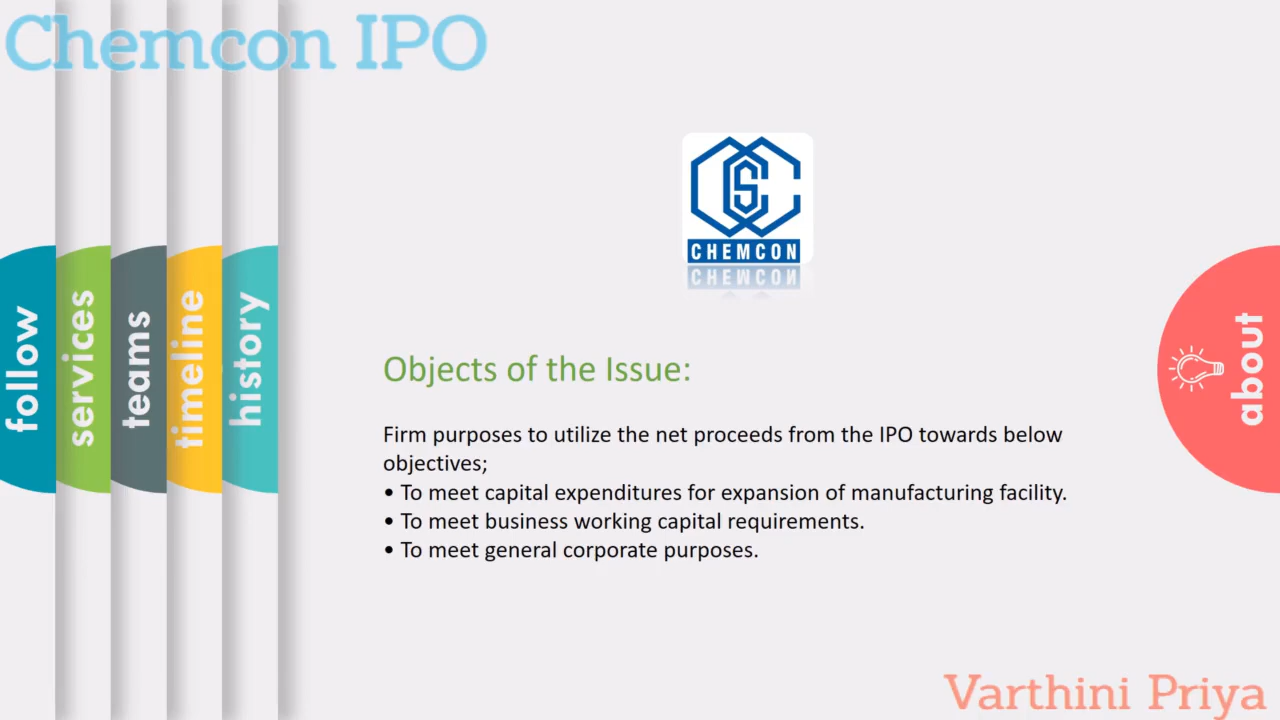 Chemcon IPO
CHEMCON
follow
services
teams
timeline
history
about
Objects of the Issue:
Firm purposes to utilize the net proceeds from the IPO towards below
objectives;
• To meet capital expenditures for expansion of manufacturing facility.
• To meet business working capital requirements.
• To meet general corporate purposes.
Varthini Priya